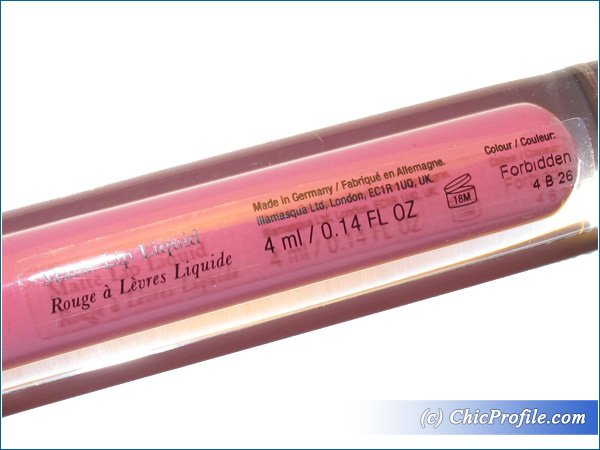 Matte Lip Liquid
Rouge à Lèvres Liquide
Made in Germany / Fabriqué en Allemagne.
Illamasqua Ltd, London, EC1R 1UQ, UK.
4 ml / 0.14 FL OZ
18M
Colour / Couleur:
Forbidden
4 B 26
(c) ChicProfile.com